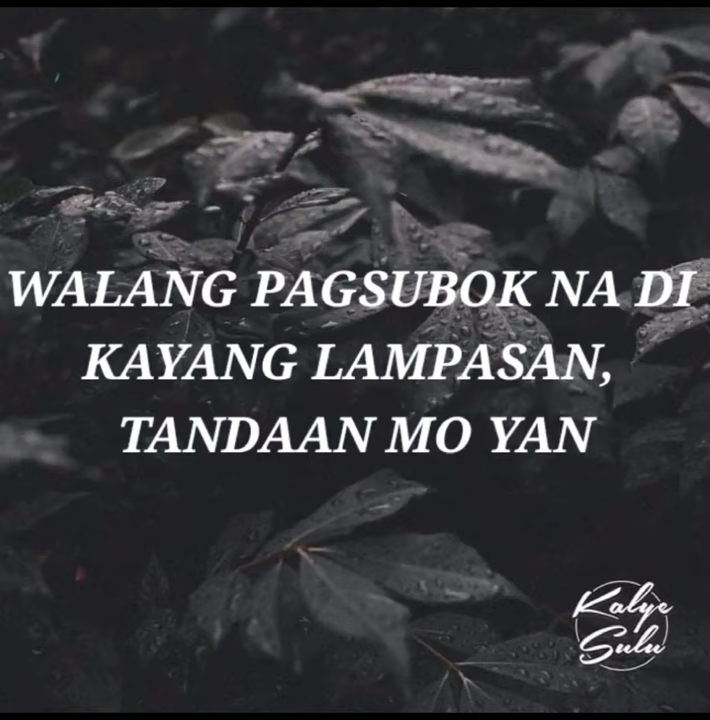 WALANG PAGSUBOK NA DI
KAYANG LAMPASAN,
TANDAAN MO YAN
Kalye
Sulu